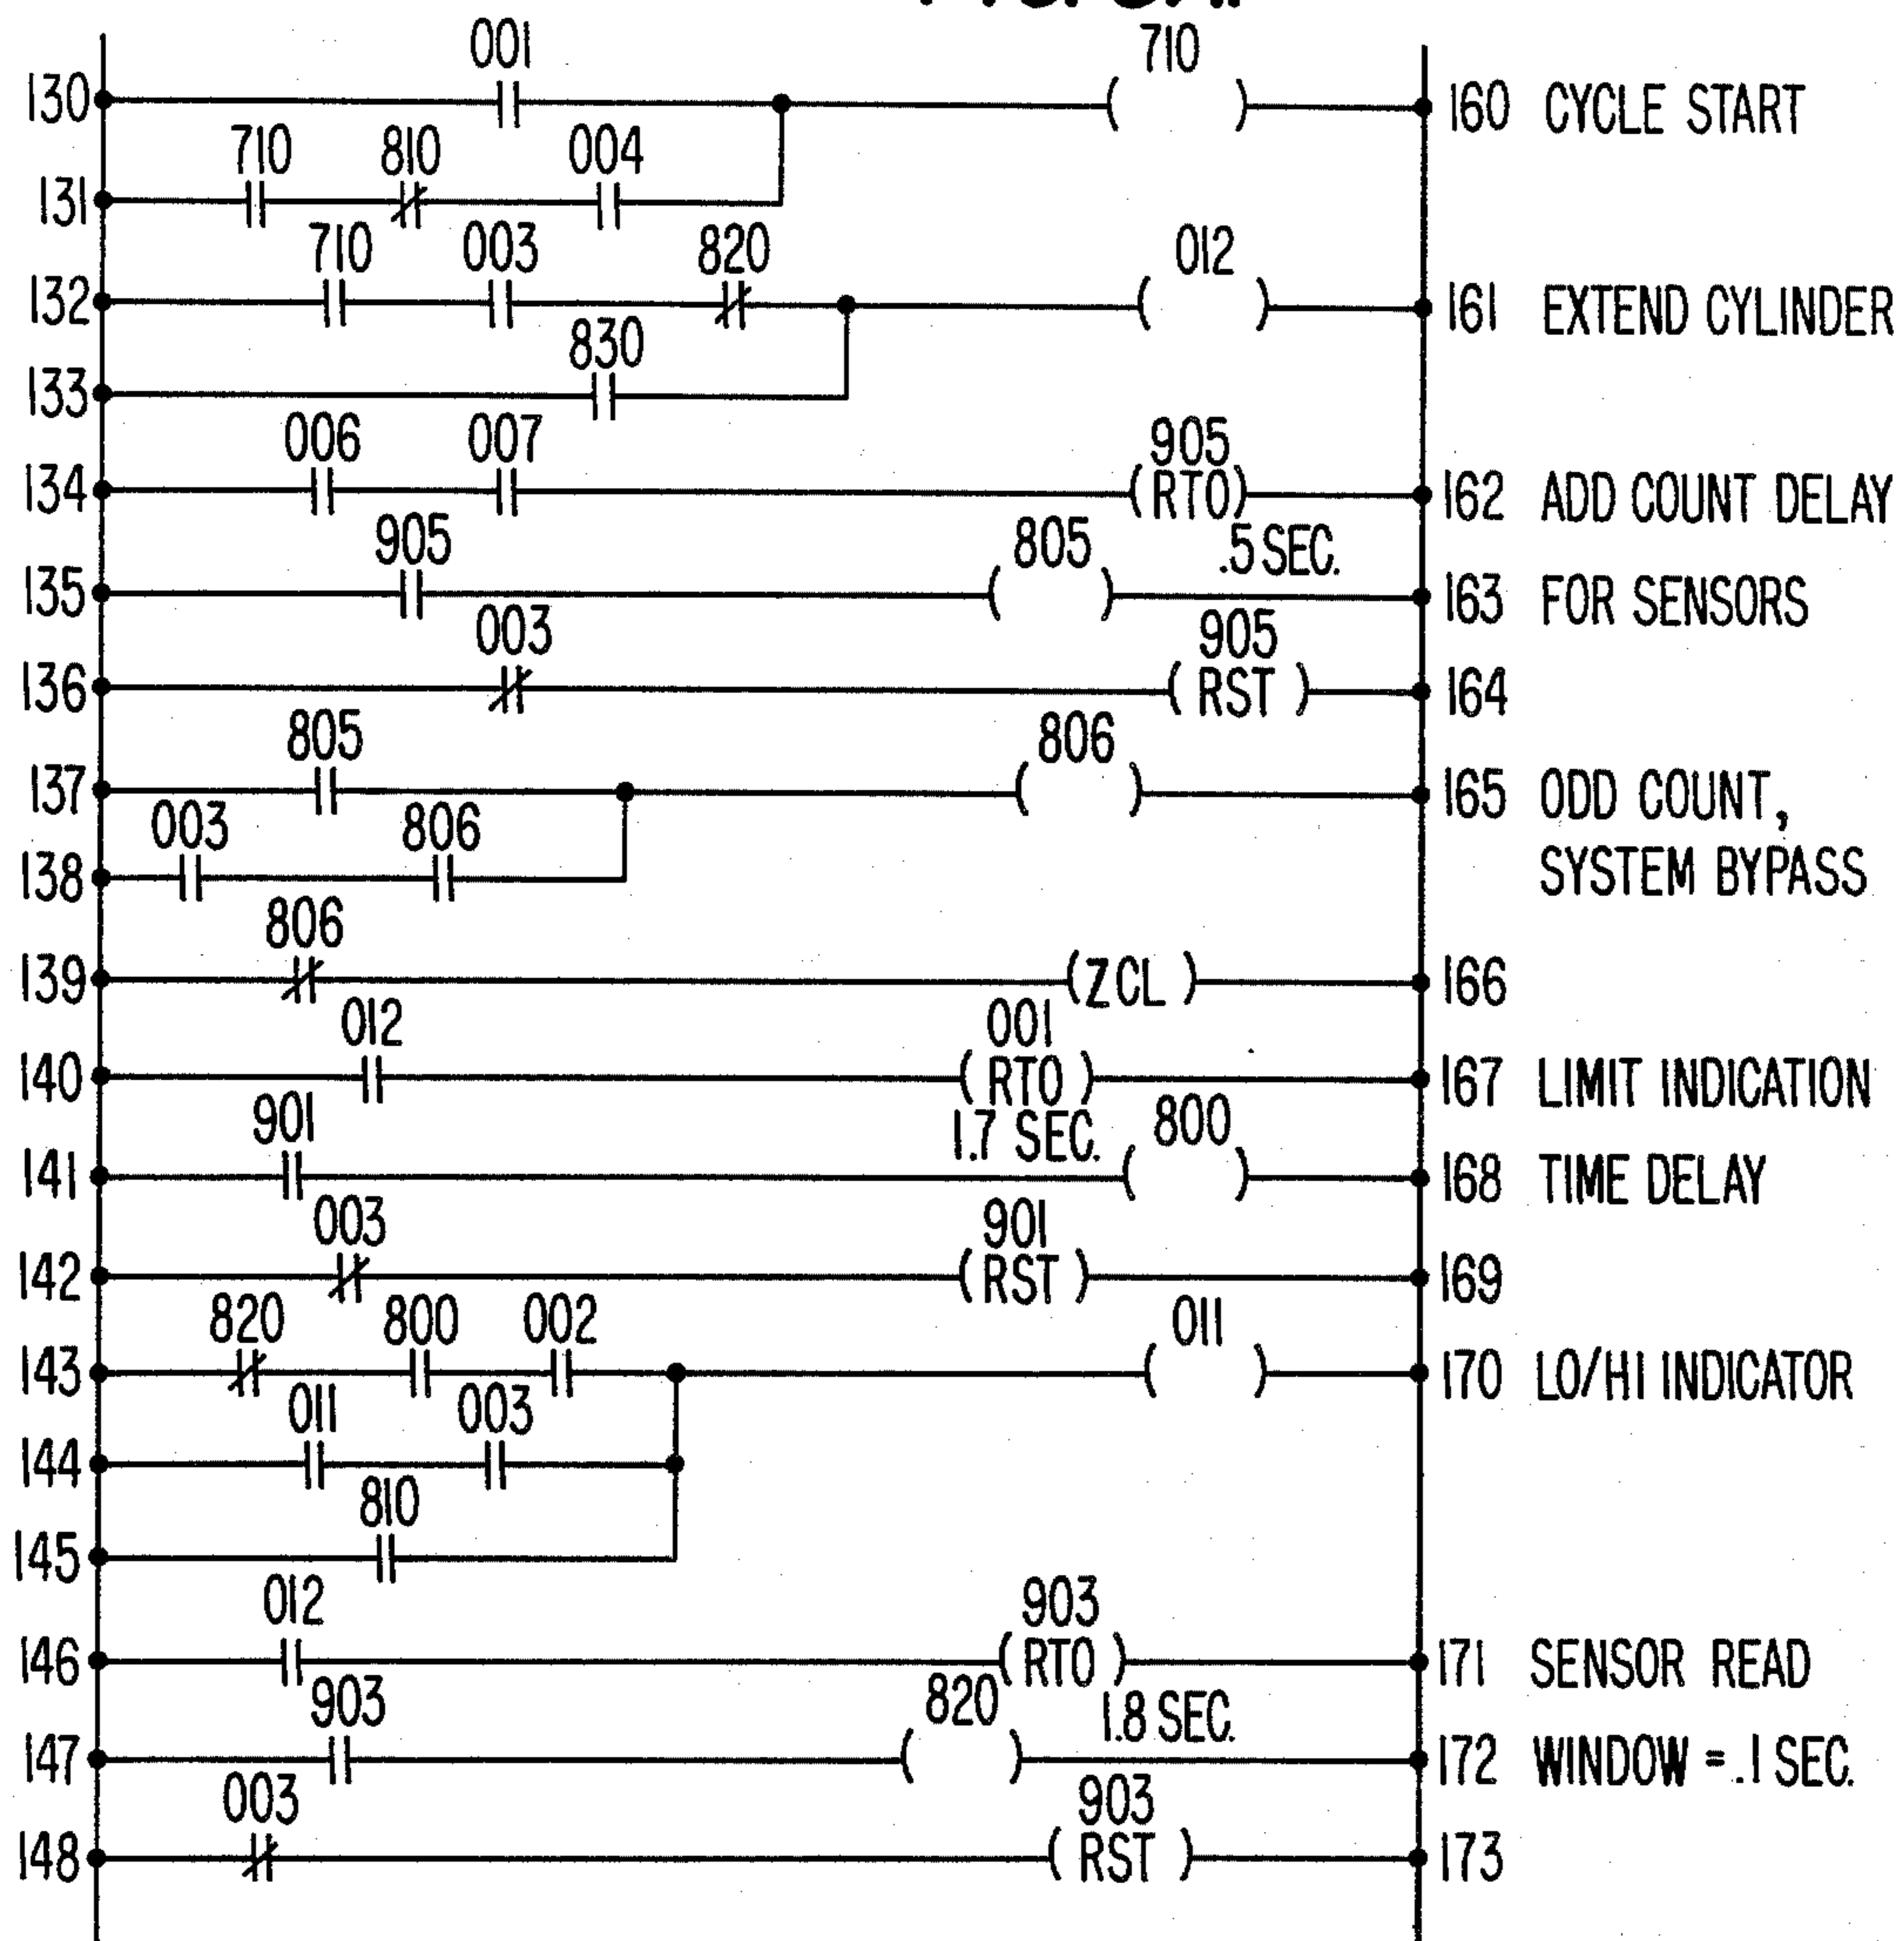 001 710
130 160 CYCLE START
710 810 004
131
710 003 820 012
132 161 EXTEND CYLINDER
830
133
006 007 905
134 RTO 162 ADD COUNT DELAY
905 805 .5 SEC.
135 163 FOR SENSORS
003 905
136 RST 164
805 806
137 165 ODD COUNT,
003 806
138 SYSTEM BYPASS
806
139 ZCL 166
012 001
140 RTO 167 LIMIT INDICATION
901 1.7 SEC. 800
141 168 TIME DELAY
003 901
142 RST 169
820 800 002 011
143 170 LO/HI INDICATOR
011 003
144
810
145
012 903
146 RTO 171 SENSOR READ
903 820 1.8 SEC.
147 172 WINDOW = .1 SEC.
003 903
148 RST 173